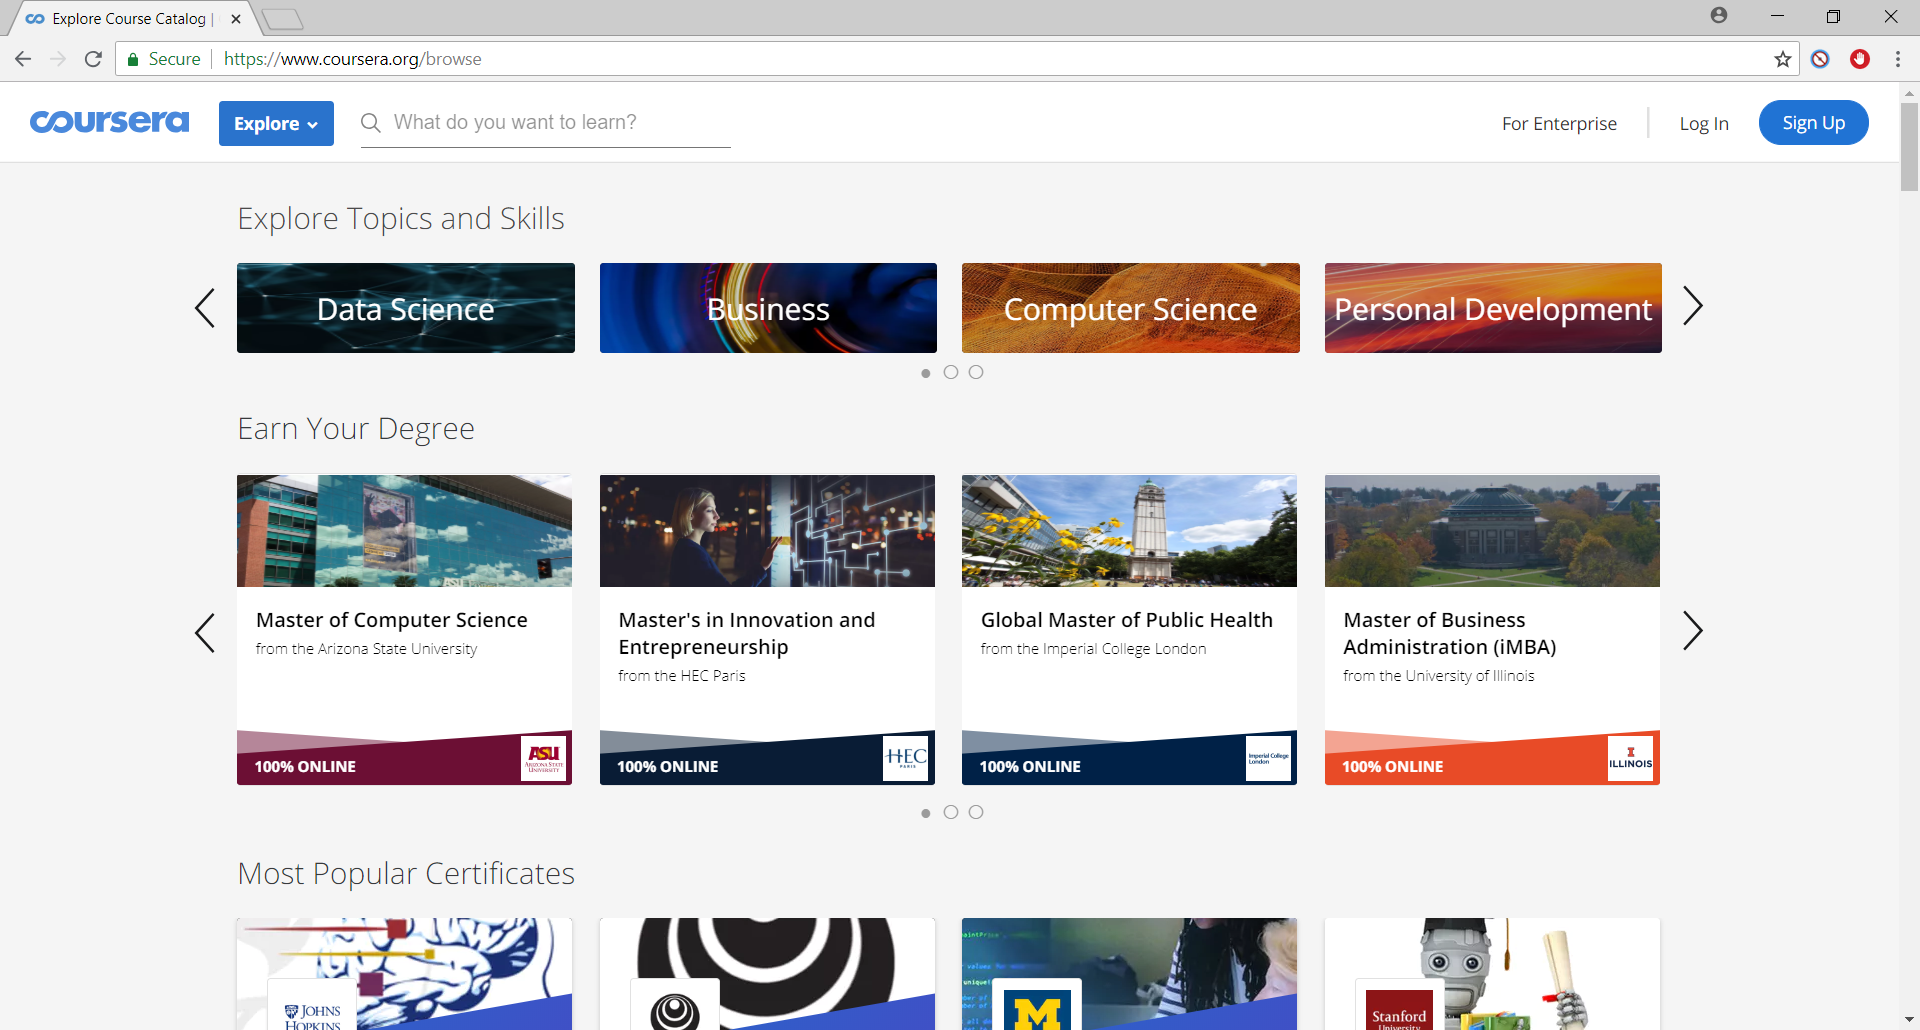 Explore Course Catalog |
Secure
https://www.coursera.org/browse
coursera
Explore
What do you want to learn?
For Enterprise
Log In
Sign Up
Explore Topics and Skills
Data Science
Business
Computer Science
Personal Development
Earn Your Degree
Master of Computer Science
from the Arizona State University
100% ONLINE
ASU
ARIZONA STATE
UNIVERSITY
Master's in Innovation and
Entrepreneurship
from the HEC Paris
100% ONLINE
HEC
PARIS
Global Master of Public Health
from the Imperial College London
100% ONLINE
Imperial College
London
Master of Business
Administration (iMBA)
from the University of Illinois
100% ONLINE
I
ILLINOIS
Most Popular Certificates
JOHNS
HOPKINS
M
Stanford
University